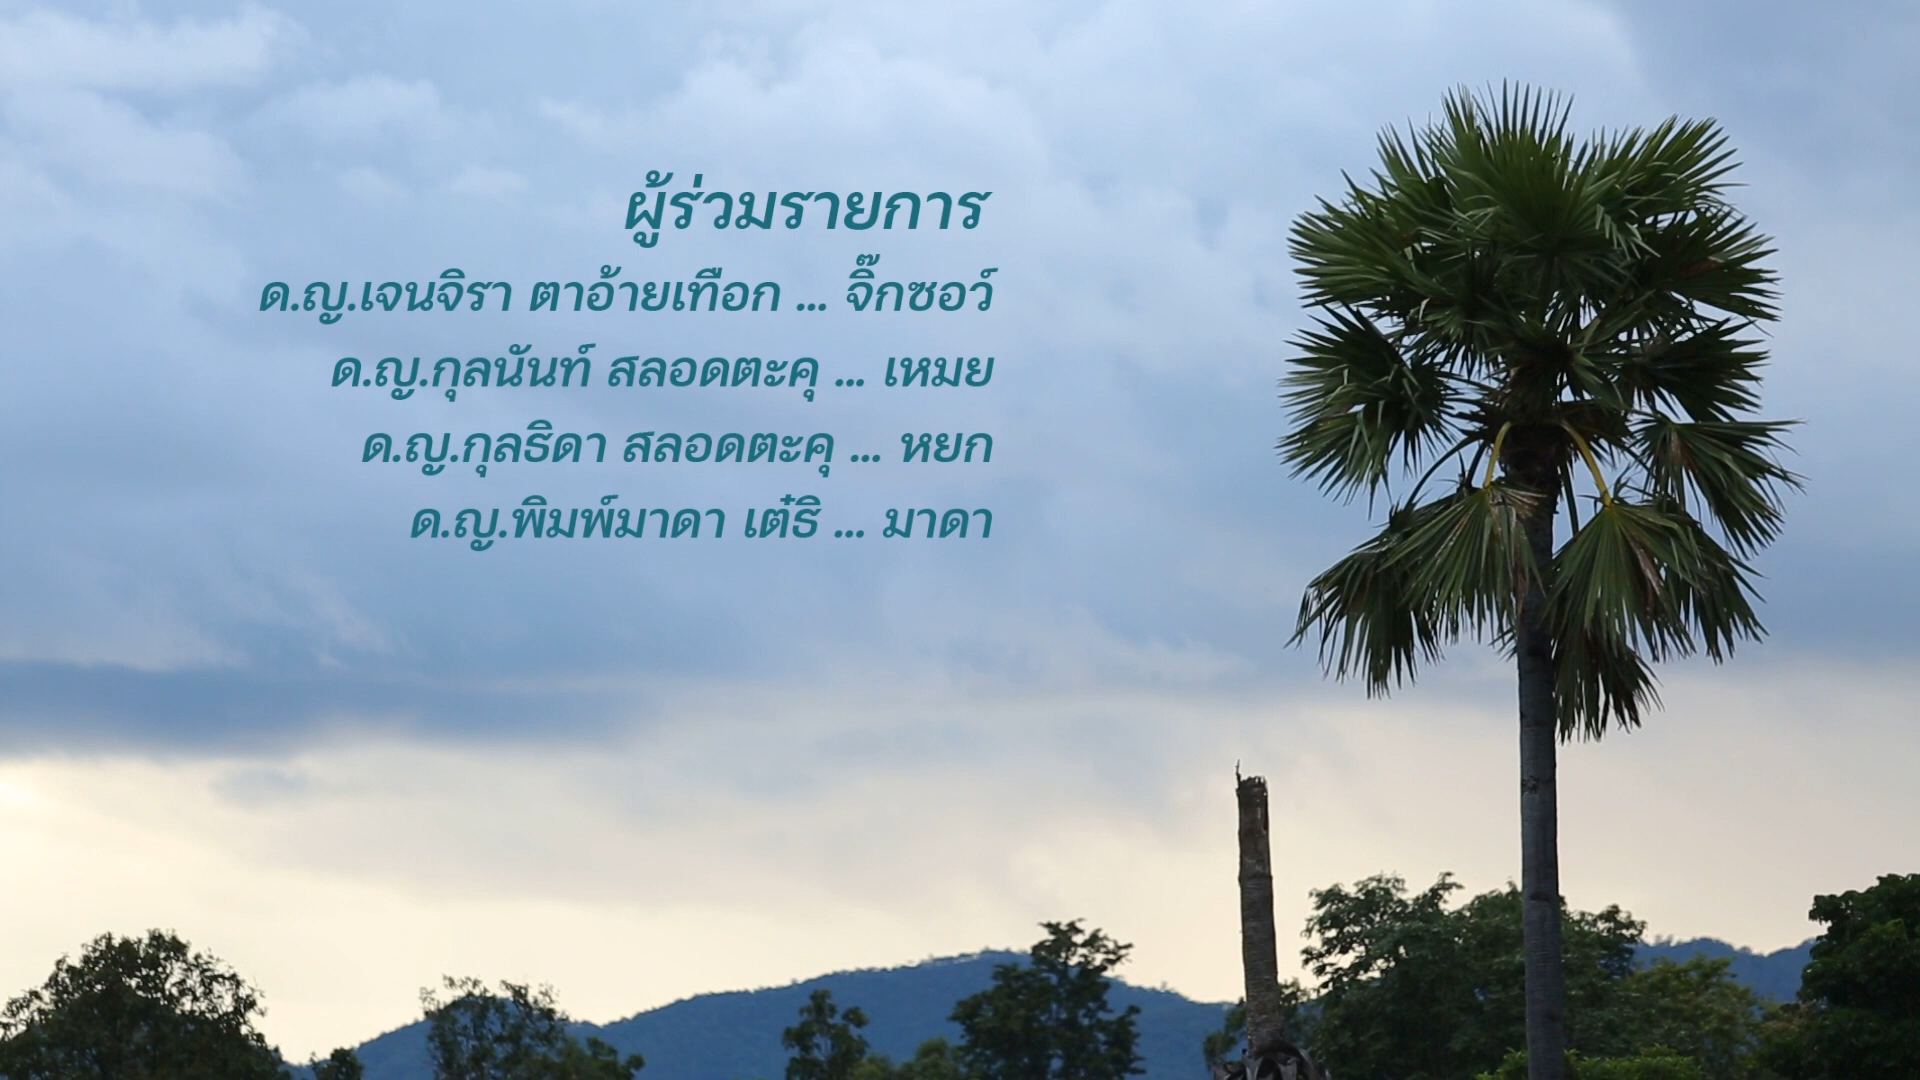 ผู้ร่วมรายการ
ด.ญ.เจนจิรา ตาอ้ายเทือก ... จิ๊กซอว์
ด.ญ.กุลนันท์ สลอดตะคุ ... เหมย
ด.ญ.กุลธิดา สลอดตะคุ ... หยก
ด.ญ.พิมพ์มาดา เต๋ธิ ... มาดา